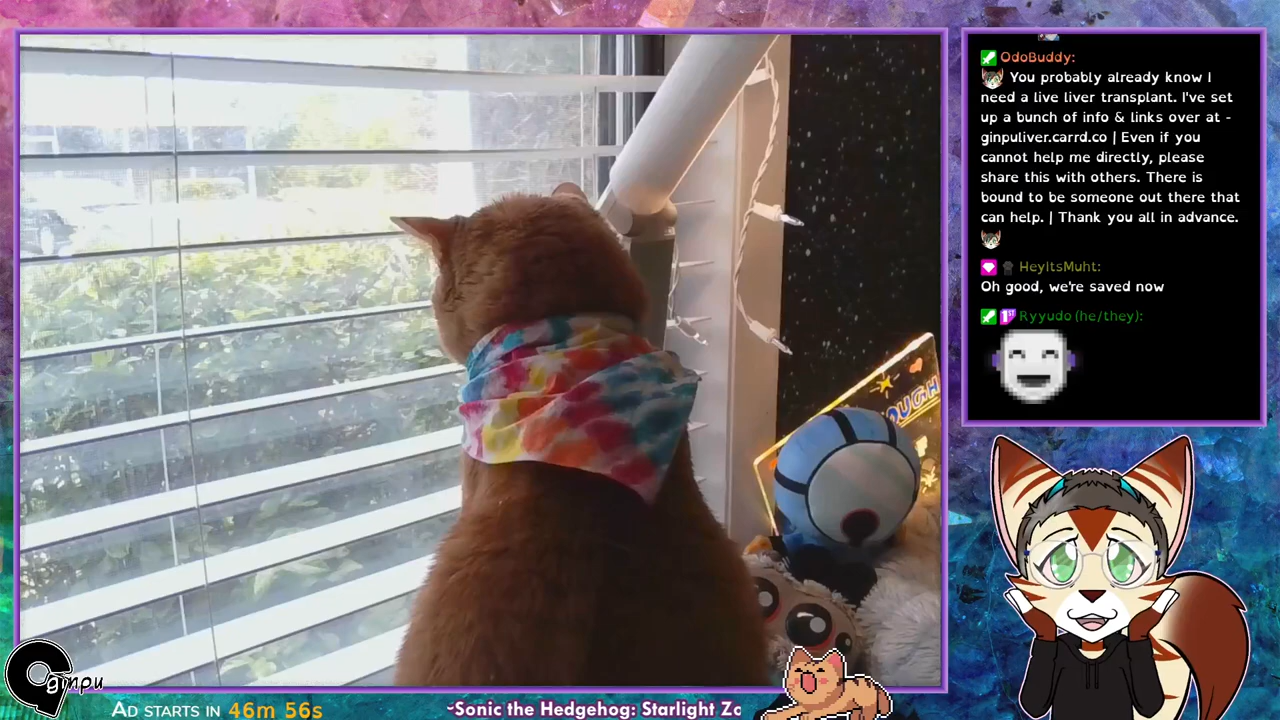 OdoBuddy:
You probably already know I
need a live liver transplant. I've set
up a bunch of info & links over at -
ginpuliver.carrd.co | Even if you
cannot help me directly, please
share this with others. There is
bound to be someone out there that
can help. | Thank you all in advance.
HeyItsMuht:
Oh good, we're saved now
1ST Ryyudo (he/they):
OUGH
ginpu
AD STARTS IN 46m 56s
~Sonic the Hedgehog: Starlight Zo